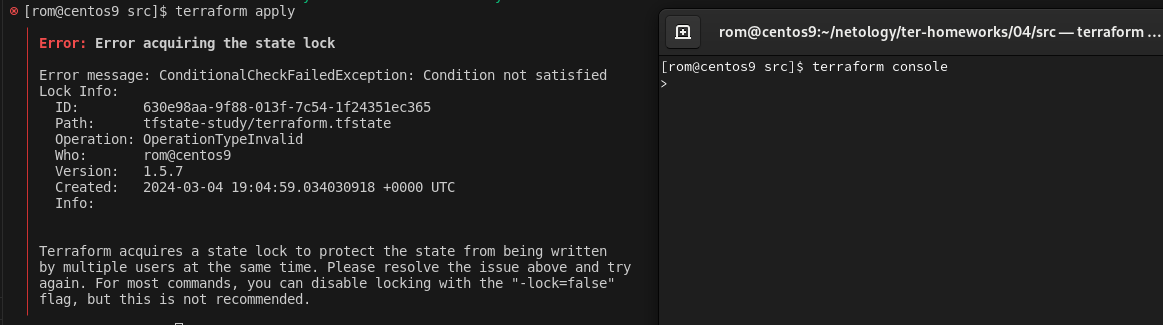 [rom@centos9 src]$ terraform apply
Error: Error acquiring the state lock
Error message: ConditionalCheckFailedException: Condition not satisfied
Lock Info:
  ID:        630e98aa-9f88-013f-7c54-1f24351ec365
  Path:      tfstate-study/terraform.tfstate
  Operation: OperationTypeInvalid
  Who:       rom@centos9
  Version:   1.5.7
  Created:   2024-03-04 19:04:59.034030918 +0000 UTC
  Info:
Terraform acquires a state lock to protect the state from being written
by multiple users at the same time. Please resolve the issue above and try
again. For most commands, you can disable locking with the "-lock=false"
flag, but this is not recommended.
rom@centos9:~/netology/ter-homeworks/04/src — terraform ...
[rom@centos9 src]$ terraform console
>